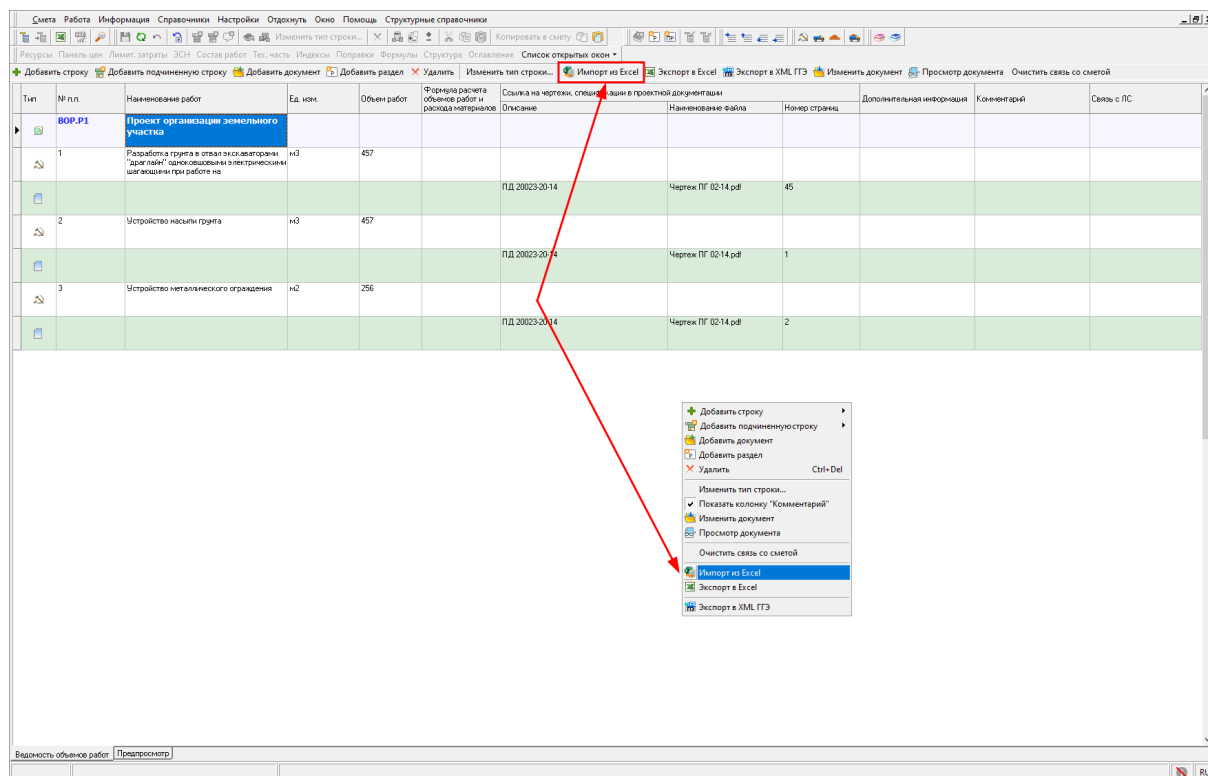 Смета Работа Информация Справочники Настройки Отдохнуть Окно Помощь Структурные справочники
Изменить тип строки... Копировать в смету
Ресурсы Панель цен Лимит. затраты ЭСН Состав работ Тех. часть Индексы Поправки Формулы Структура Оглавление Список открытых окон
Добавить строку Добавить подчиненную строку Добавить документ Добавить раздел Удалить Изменить тип строки... Импорт из Excel Экспорт в Excel Экспорт в XML ГГЭ Изменить документ Просмотр документа Очистить связь со сметой
Тип № п.п. Наименование работ Ед. изм. Объем работ Формула расчета объемов работ и расхода материалов Ссылка на чертежи, спецификации в проектной документации Дополнительная информация Комментарий Связь с ЛС
Описание Наименование файла Номер страниц
ВОР.Р1 Проект организации земельного
участка
1 Разработка грунта в отвал экскаваторами м3 457
"драглайн" одноковшовыми электрическими
шагающими при работе на
ПД 20023-20-14 Чертеж ПГ 02-14.pdf 45
2 Устройство насыпи грунта м3 457
ПД 20023-20-14 Чертеж ПГ 02-14.pdf 1
3 Устройство металлического ограждения м2 256
ПД 20023-20-14 Чертеж ПГ 02-14.pdf 2
Добавить строку
Добавить подчиненную строку
Добавить документ
Добавить раздел
Удалить Ctrl+Del
Изменить тип строки...
Показать колонку "Комментарий"
Изменить документ
Просмотр документа
Очистить связь со сметой
Импорт из Excel
Экспорт в Excel
Экспорт в XML ГГЭ
Ведомость объемов работ Предпросмотр
RU